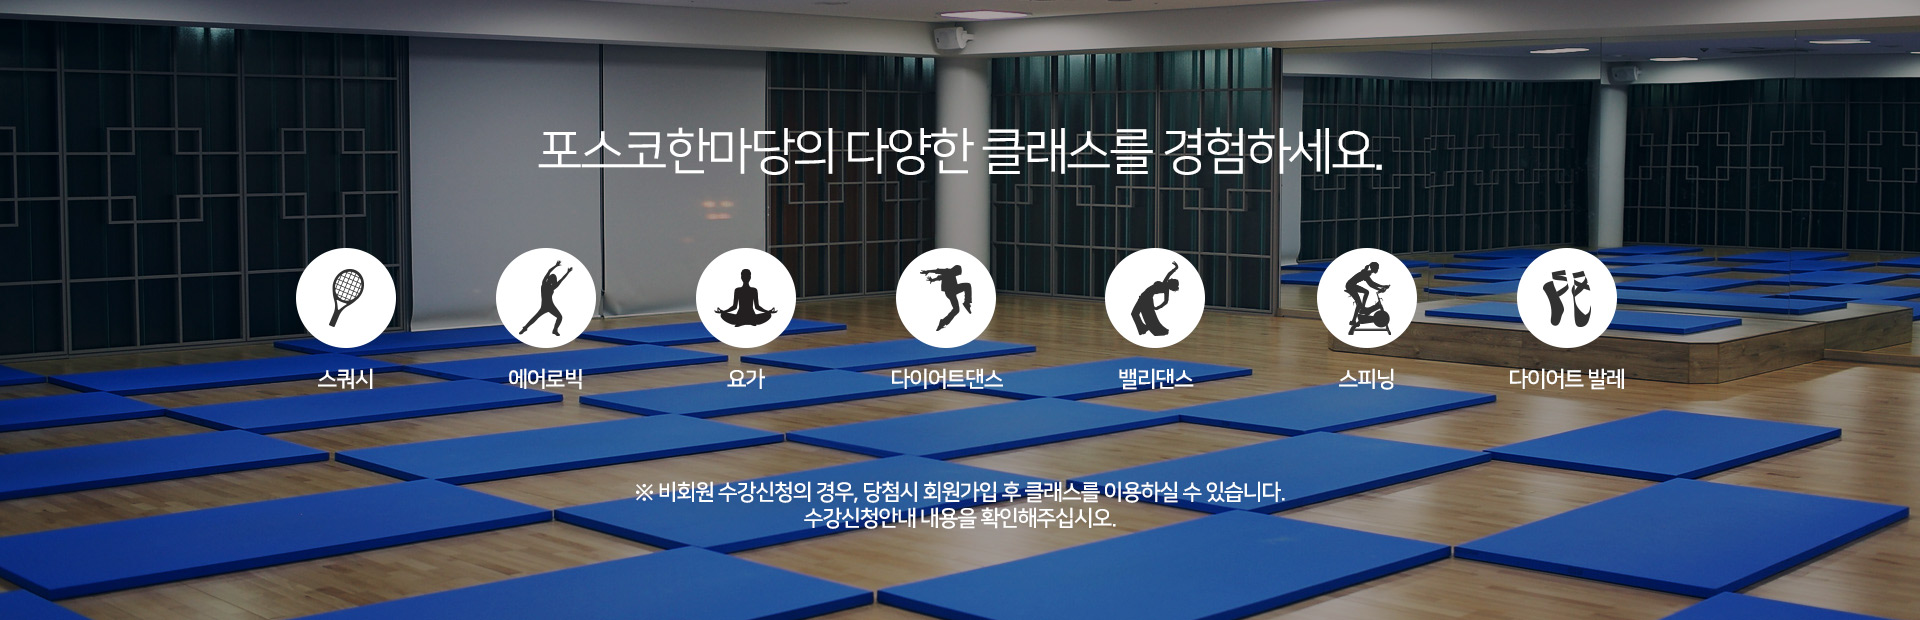 포스코한마당의 다양한 클래스를 경험하세요.
스쿼시 에어로빅 요가 다이어트댄스 밸리댄스 스피닝 다이어트 발레
※ 비회원 수강신청의 경우, 당첨시 회원가입 후 클래스를 이용하실 수 있습니다.
수강신청안내 내용을 확인해주십시오.